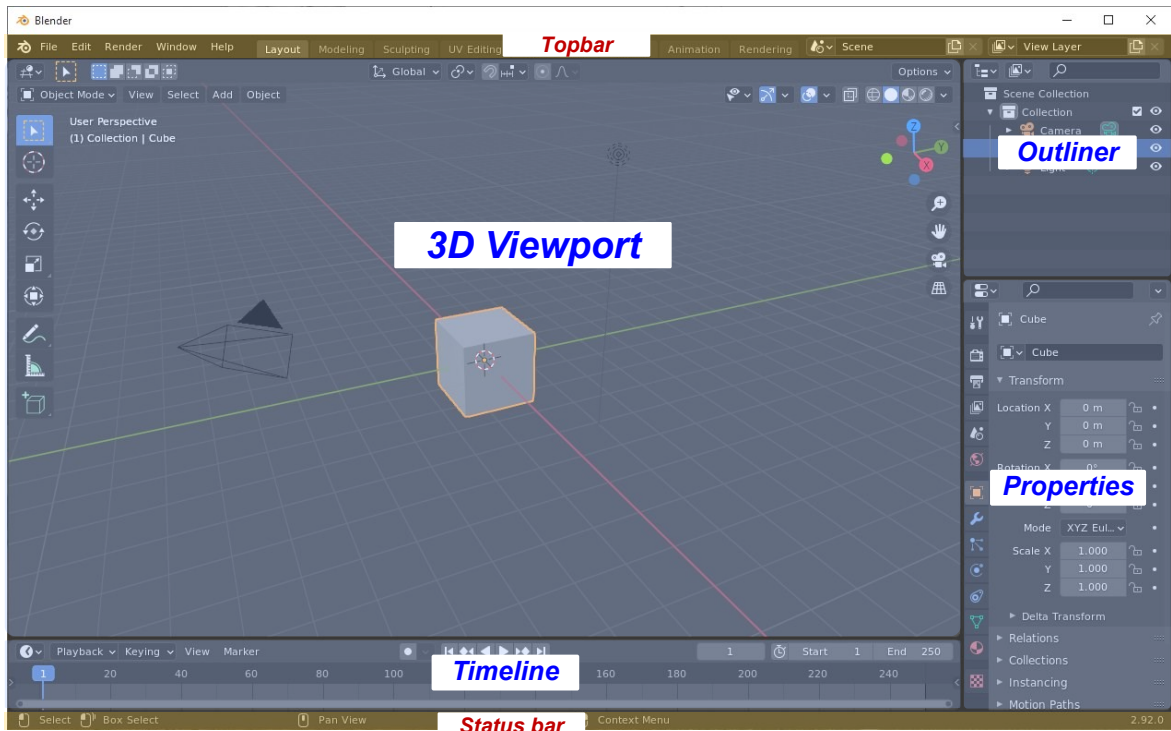 Blender
File Edit Render Window Help Layout Modeling Sculpting UV Editing Topbar Animation Rendering Scene View Layer
Global Options
Object Mode View Select Add Object
User Perspective
(1) Collection | Cube
Z
Y
X
3D Viewport
Scene Collection
Collection
Camera
Outliner
Light
Cube
Cube
Transform
Location X 0 m
Y 0 m
Z 0 m
Rotation X 0°
Properties
Z
Mode XYZ Eul...
Scale X 1.000
Y 1.000
Z 1.000
Delta Transform
Relations
Collections
Instancing
Motion Paths
Playback Keying View Marker 1 Start 1 End 250
1 20 40 60 80 100 160 180 200 220 240
Timeline
Select Box Select Pan View Status bar Context Menu 2.92.0